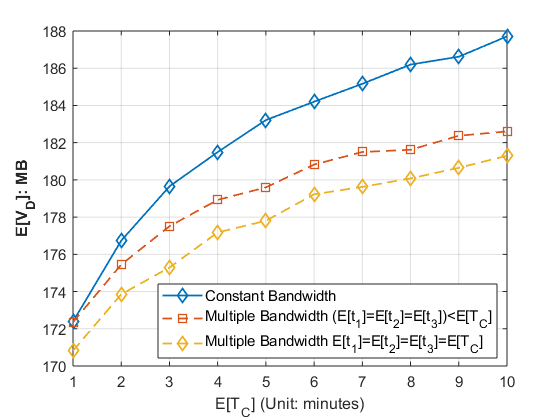 188
186
184
182
180
178
176
174
172
170
E[V_D]: MB
Constant Bandwidth
Multiple Bandwidth (E[t_1]=E[t_2]=E[t_3])<E[T_C]
Multiple Bandwidth E[t_1]=E[t_2]=E[t_3]=E[T_C]
1 2 3 4 5 6 7 8 9 10
E[T_C] (Unit: minutes)